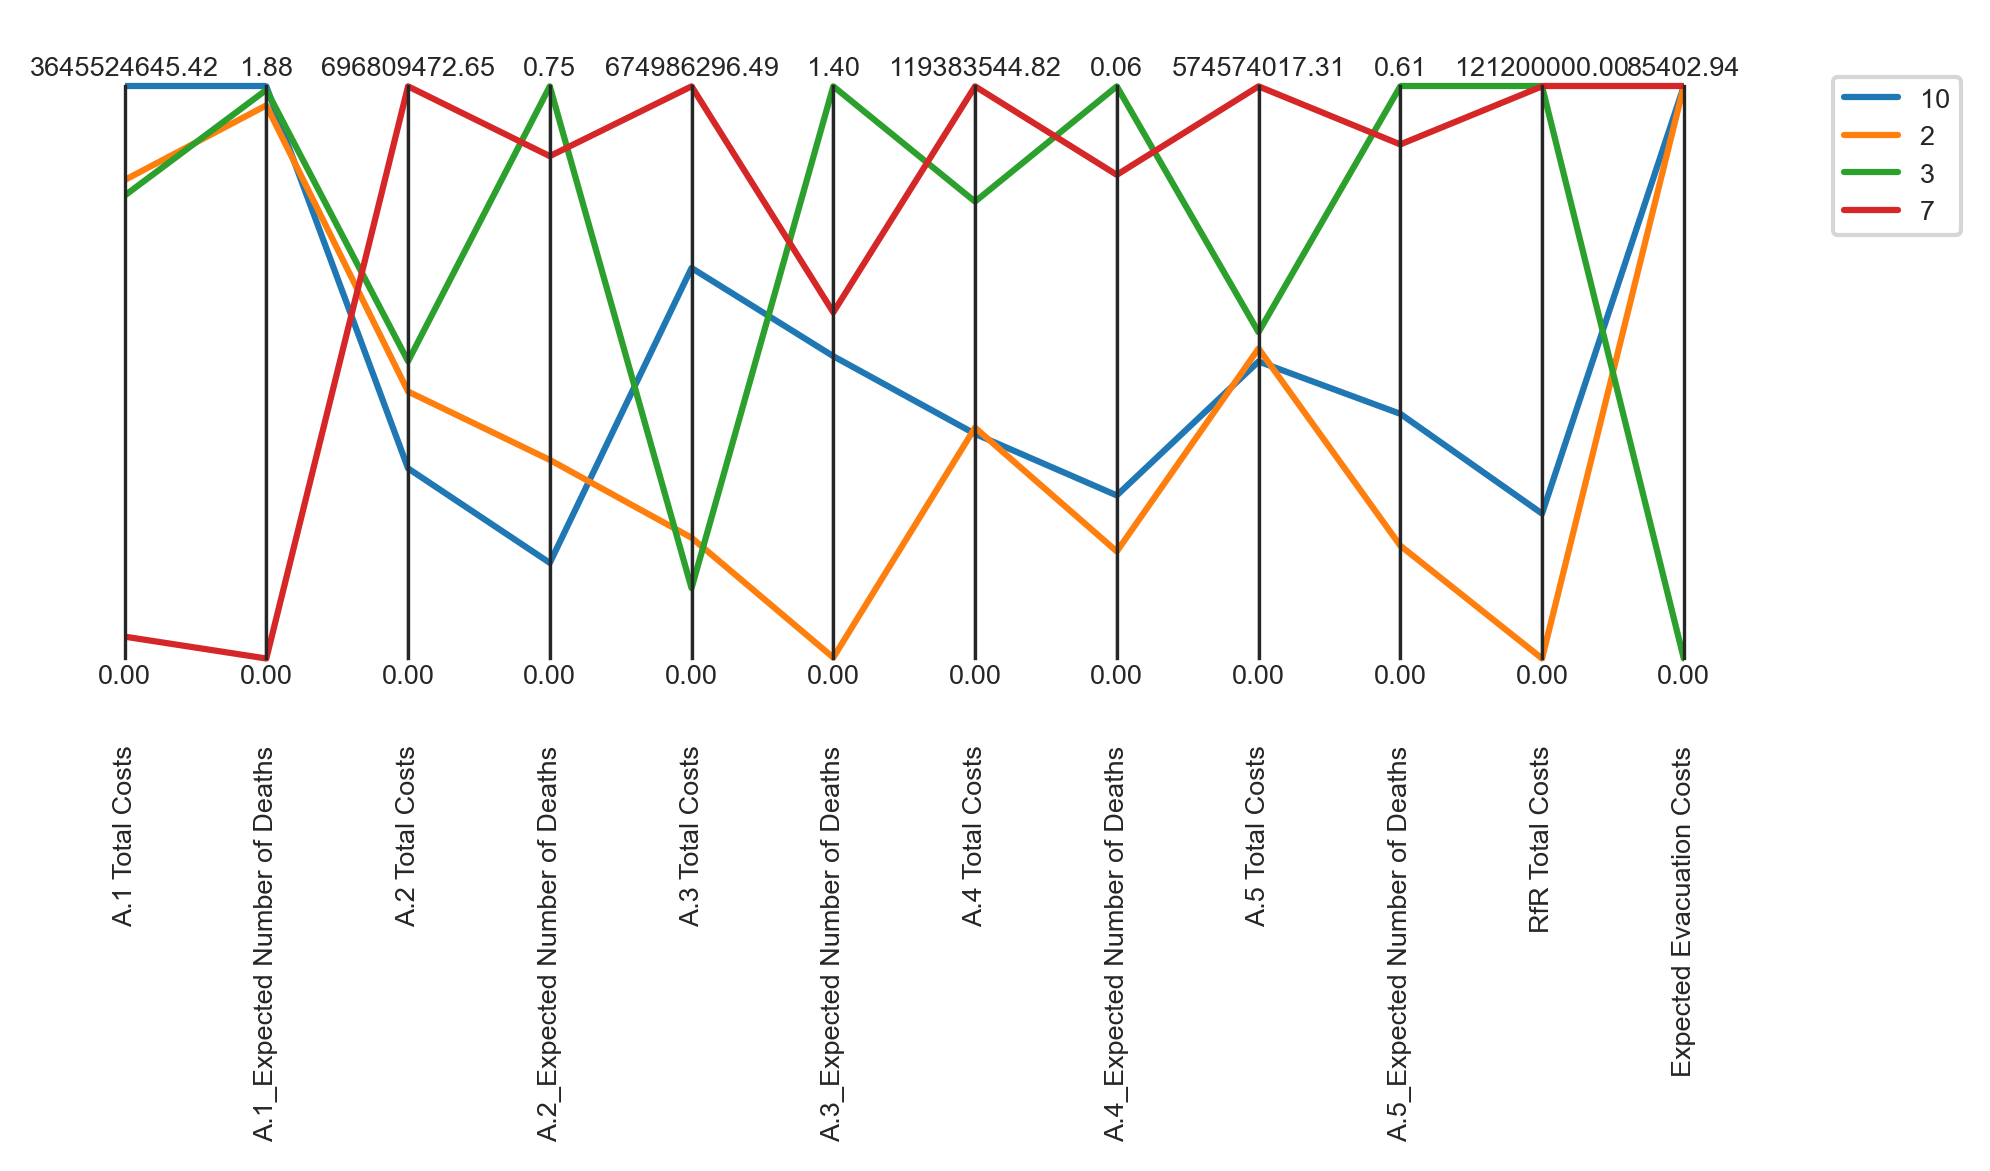 3645524645.42 1.88 696809472.65 0.75 674986296.49 1.40 119383544.82 0.06 574574017.31 0.61 121200000.00 85402.94
10
2
3
7
0.00 0.00 0.00 0.00 0.00 0.00 0.00 0.00 0.00 0.00 0.00 0.00
A.1 Total Costs
A.1_Expected Number of Deaths
A.2 Total Costs
A.2_Expected Number of Deaths
A.3 Total Costs
A.3_Expected Number of Deaths
A.4 Total Costs
A.4_Expected Number of Deaths
A.5 Total Costs
A.5_Expected Number of Deaths
RfR Total Costs
Expected Evacuation Costs